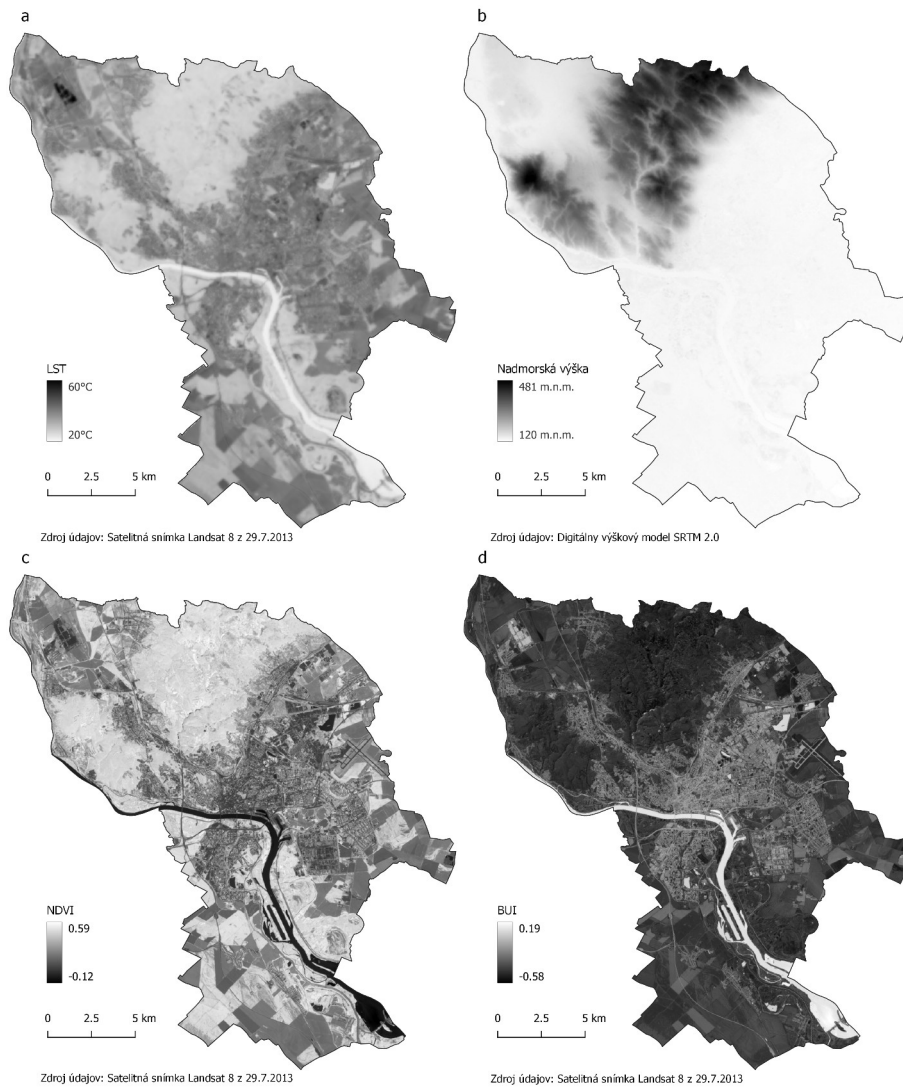 a
LST
60°C
20°C
0 2.5 5 km
Zdroj údajov: Satelitná snímka Landsat 8 z 29.7.2013
b
Nadmorská výška
481 m.n.m.
120 m.n.m.
0 2.5 5 km
Zdroj údajov: Digitálny výškový model SRTM 2.0
c
NDVI
0.59
-0.12
0 2.5 5 km
Zdroj údajov: Satelitná snímka Landsat 8 z 29.7.2013
d
BUI
0.19
-0.58
0 2.5 5 km
Zdroj údajov: Satelitná snímka Landsat 8 z 29.7.2013